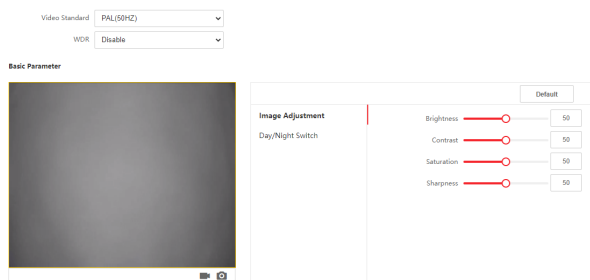 Video Standard PAL(50HZ)
WDR Disable
Basic Parameter
Default
Image Adjustment
Day/Night Switch
Brightness 50
Contrast 50
Saturation 50
Sharpness 50